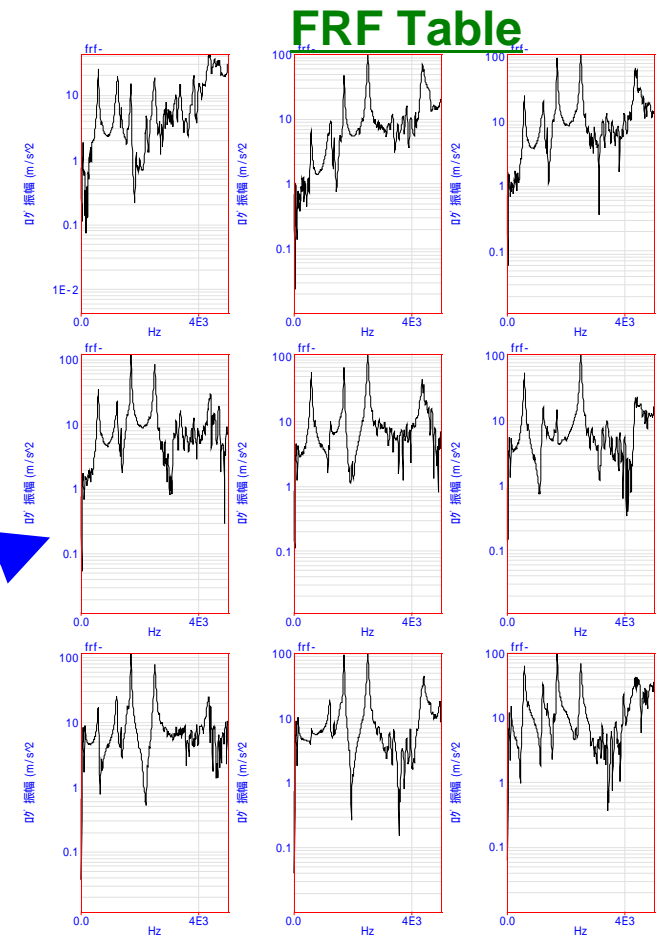 FRF Table
frf-
10
1
0.1
1E-2
ﾛｸﾞ 振幅 (m/s^2
0.0 4E3
Hz
frf-
100
10
1
0.1
ﾛｸﾞ 振幅 (m/s^2
0.0 4E3
Hz
frf-
10
1
0.1
ﾛｸﾞ 振幅 (m/s^2
0.0 4E3
Hz
frf-
100
10
1
0.1
ﾛｸﾞ 振幅 (m/s^2
0.0 4E3
Hz
frf-
100
10
1
0.1
ﾛｸﾞ 振幅 (m/s^2
0.0 4E3
Hz
frf-
100
10
1
0.1
ﾛｸﾞ 振幅 (m/s^2
0.0 4E3
Hz
frf-
100
10
1
0.1
ﾛｸﾞ 振幅 (m/s^2
0.0 4E3
Hz
frf-
100
10
1
0.1
ﾛｸﾞ 振幅 (m/s^2
0.0 4E3
Hz
frf-
100
10
1
0.1
ﾛｸﾞ 振幅 (m/s^2
0.0 4E3
Hz